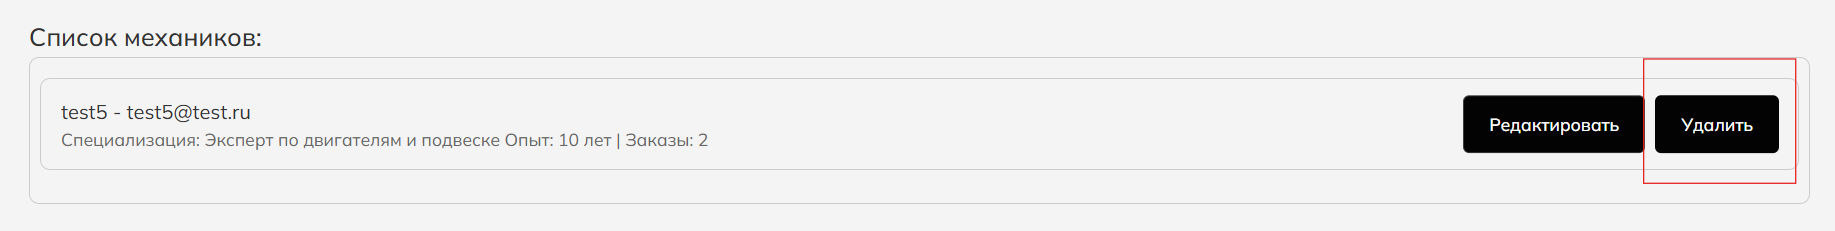 Список механиков:
test5 - test5@test.ru
Специализация: Эксперт по двигателям и подвеске Опыт: 10 лет | Заказы: 2
Редактировать
Удалить